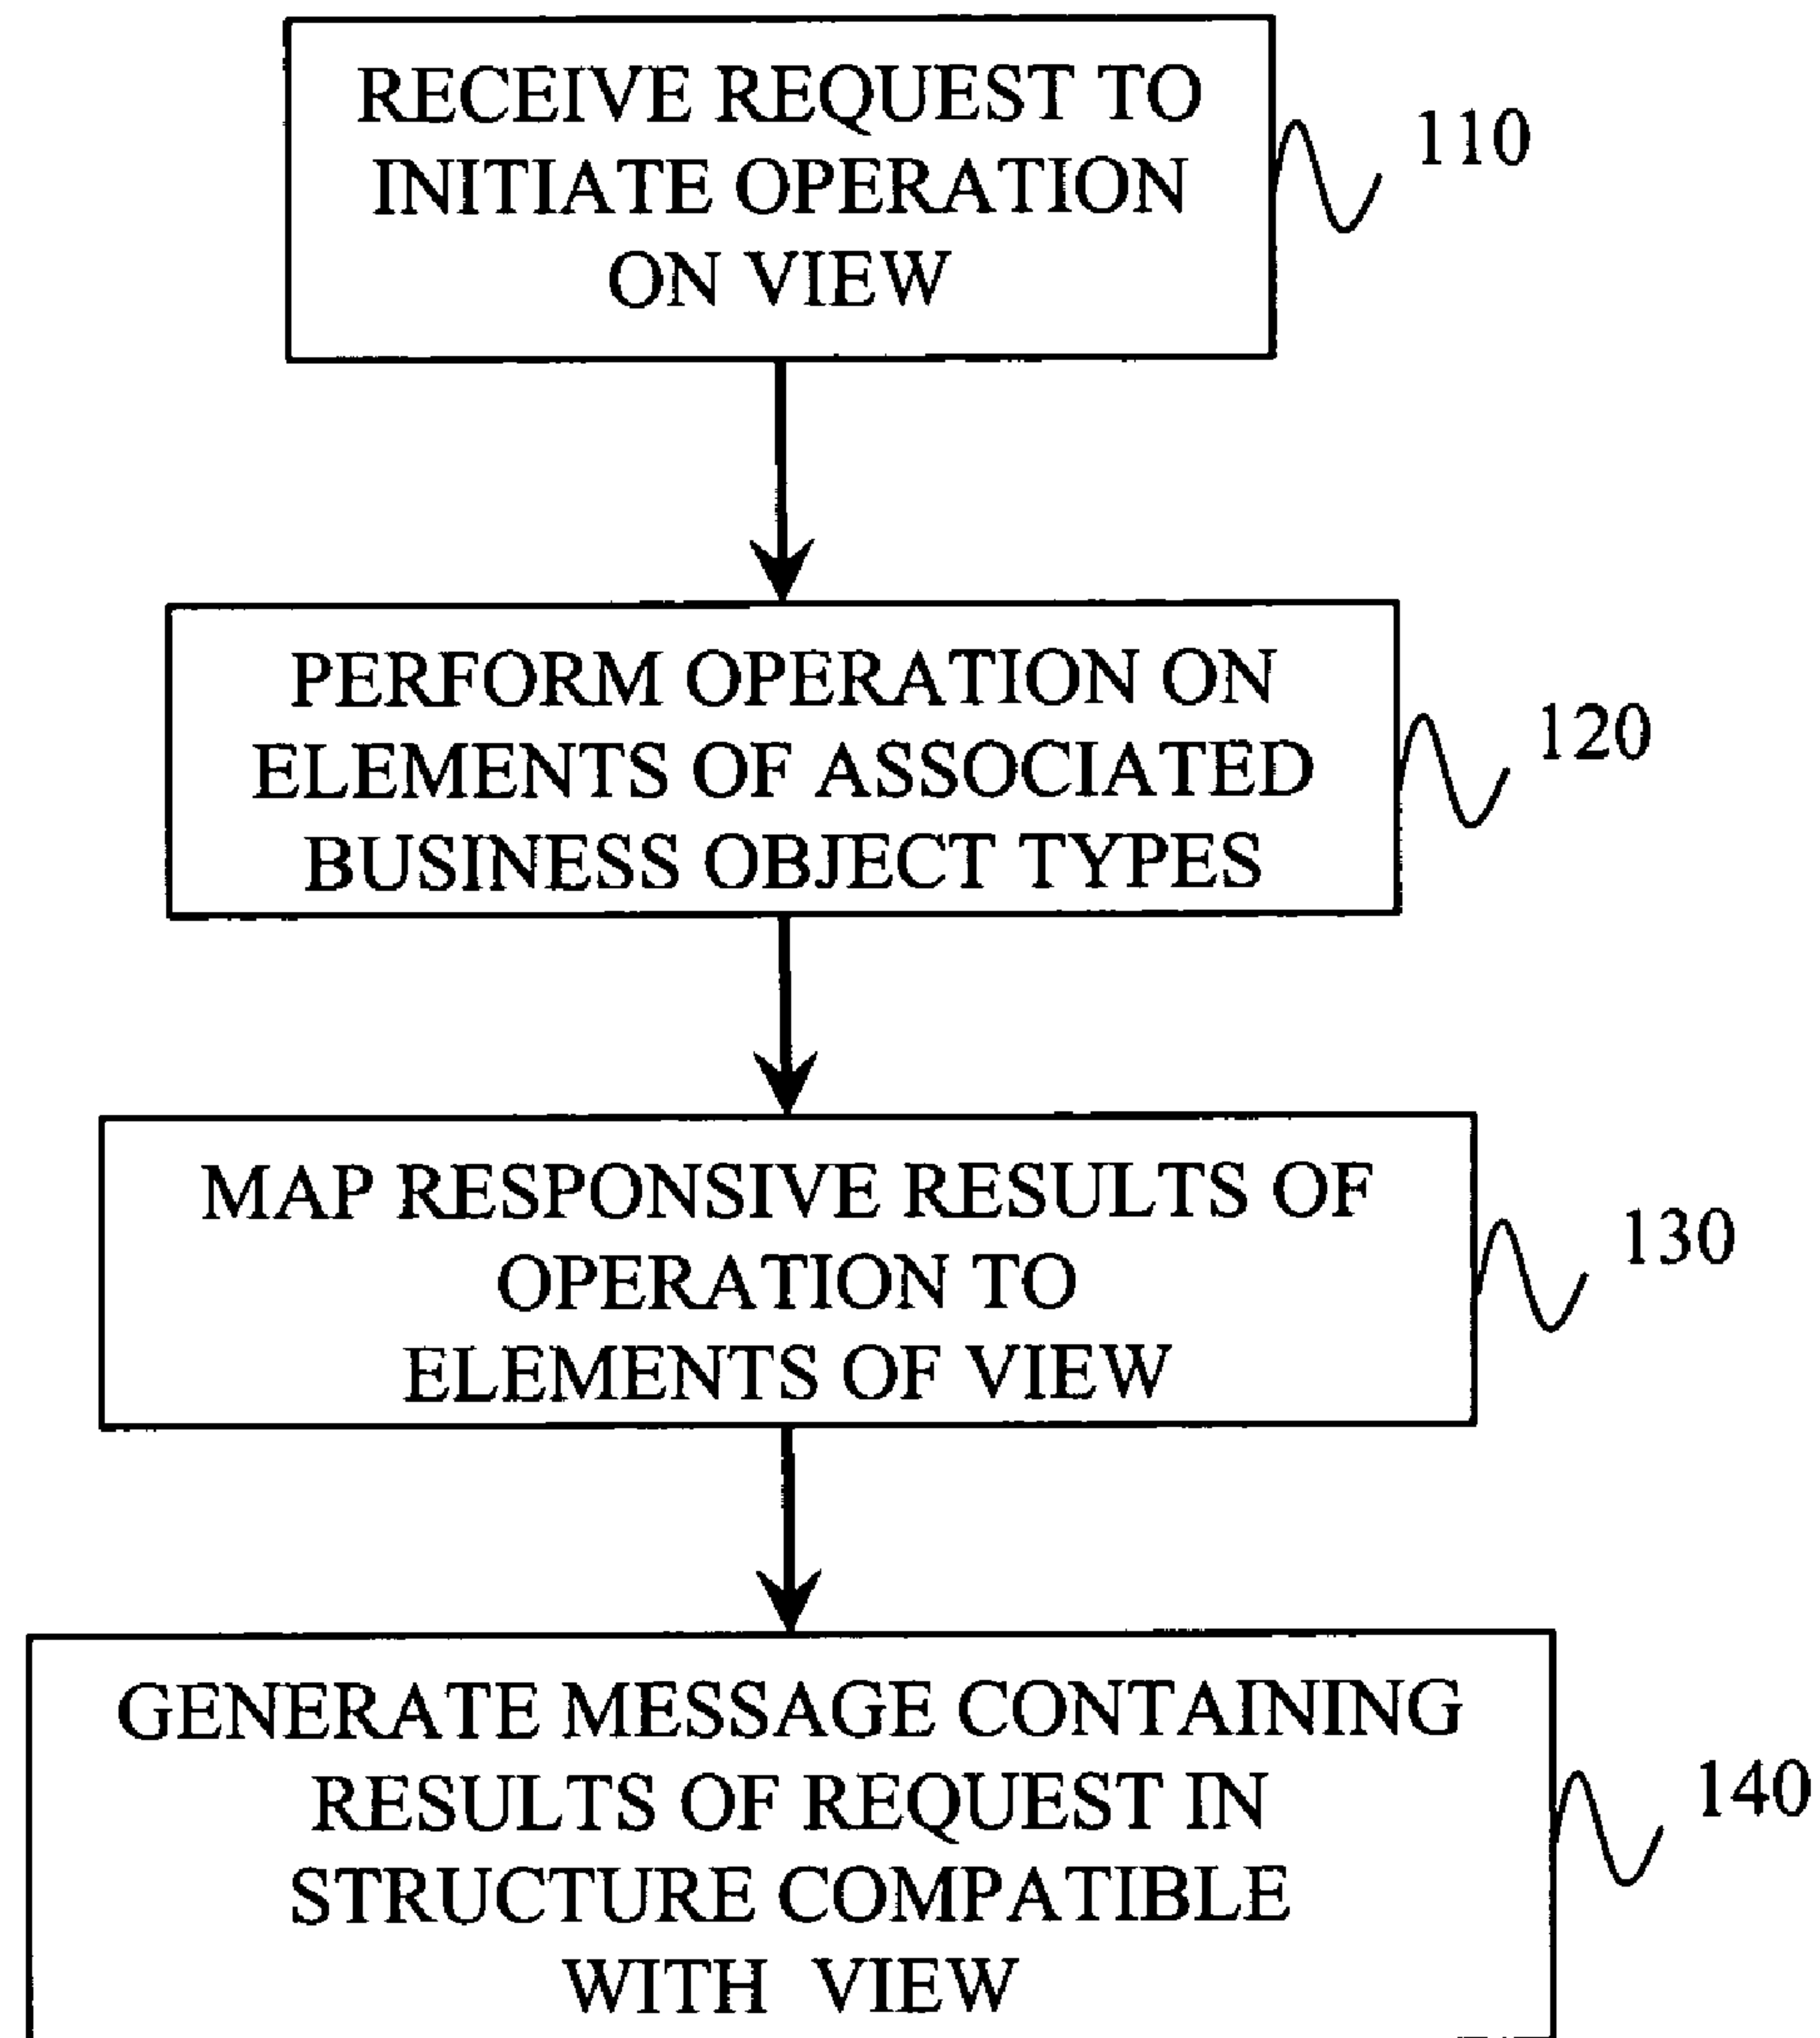 RECEIVE REQUEST TO
INITIATE OPERATION
ON VIEW
110
PERFORM OPERATION ON
ELEMENTS OF ASSOCIATED
BUSINESS OBJECT TYPES
120
MAP RESPONSIVE RESULTS OF
OPERATION TO
ELEMENTS OF VIEW
130
GENERATE MESSAGE CONTAINING
RESULTS OF REQUEST IN
STRUCTURE COMPATIBLE
WITH VIEW
140